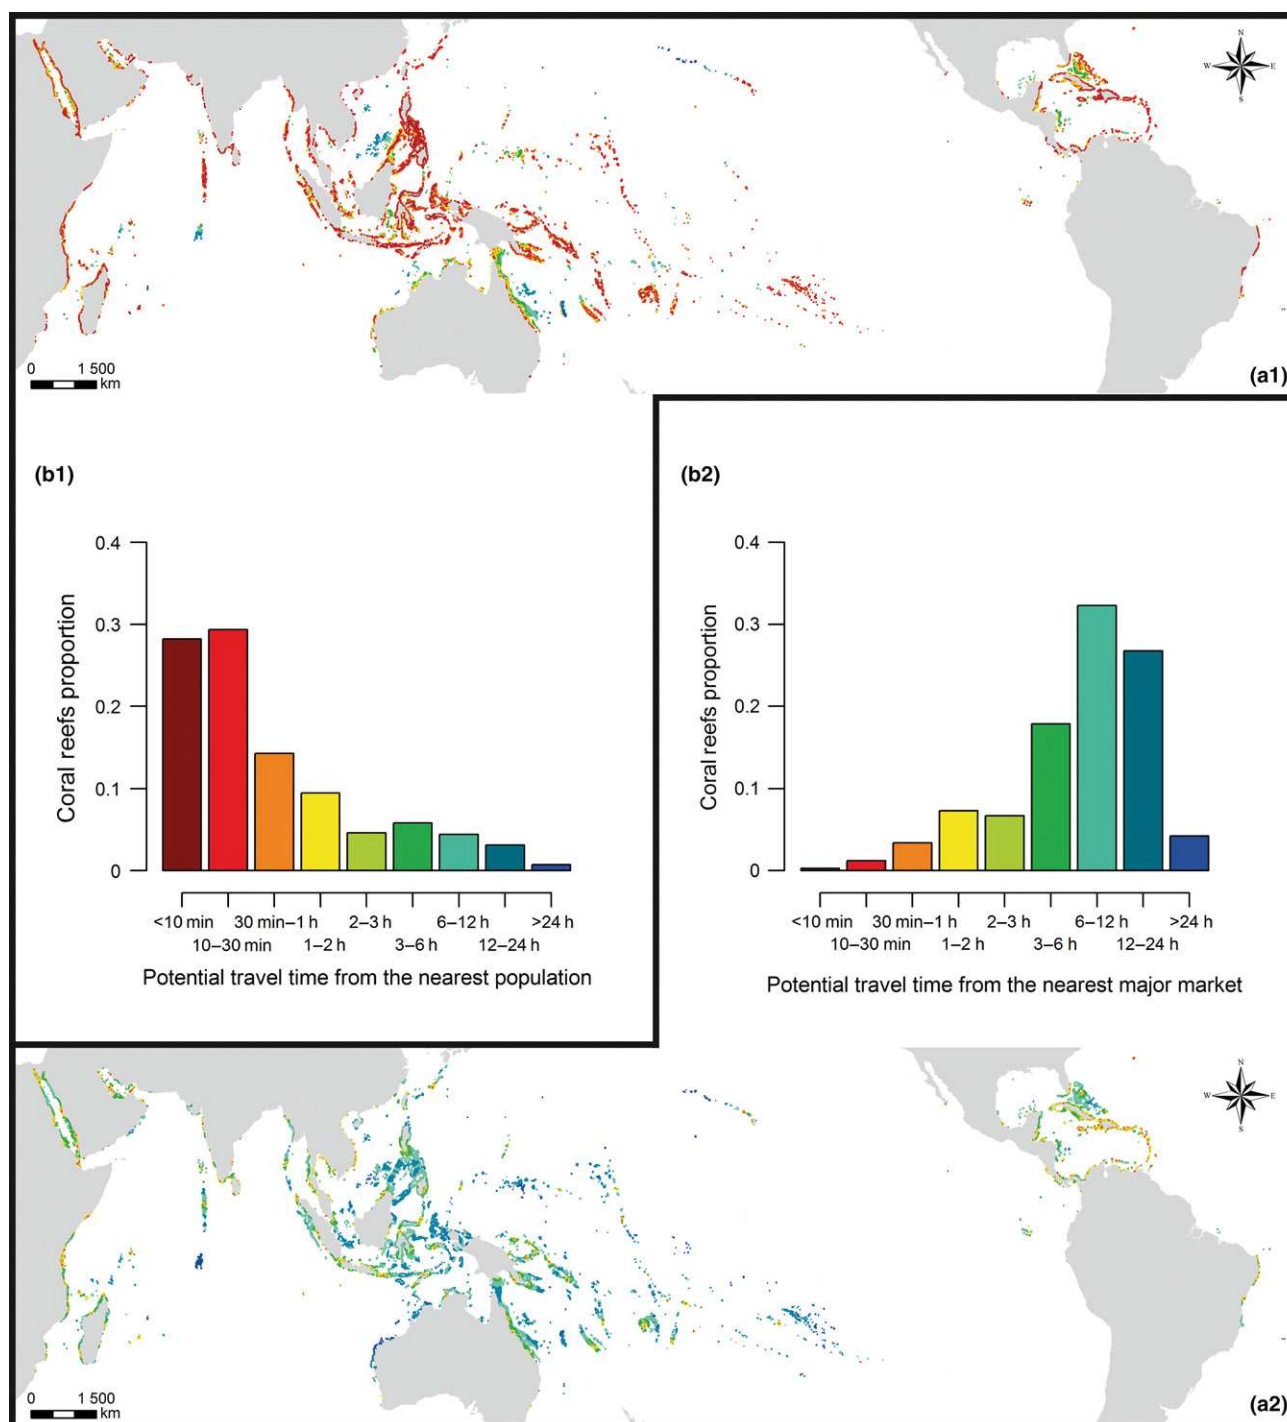 N
W E
S
0 1 500
km
(a1)
(b1)
0.4
0.3
0.2
0.1
0
Coral reefs proportion
<10 min 30 min–1 h 2–3 h 6–12 h >24 h
10–30 min 1–2 h 3–6 h 12–24 h
Potential travel time from the nearest population
(b2)
0.4
0.3
0.2
0.1
0
Coral reefs proportion
<10 min 30 min–1 h 2–3 h 6–12 h >24 h
10–30 min 1–2 h 3–6 h 12–24 h
Potential travel time from the nearest major market
N
W E
S
0 1 500
km
(a2)